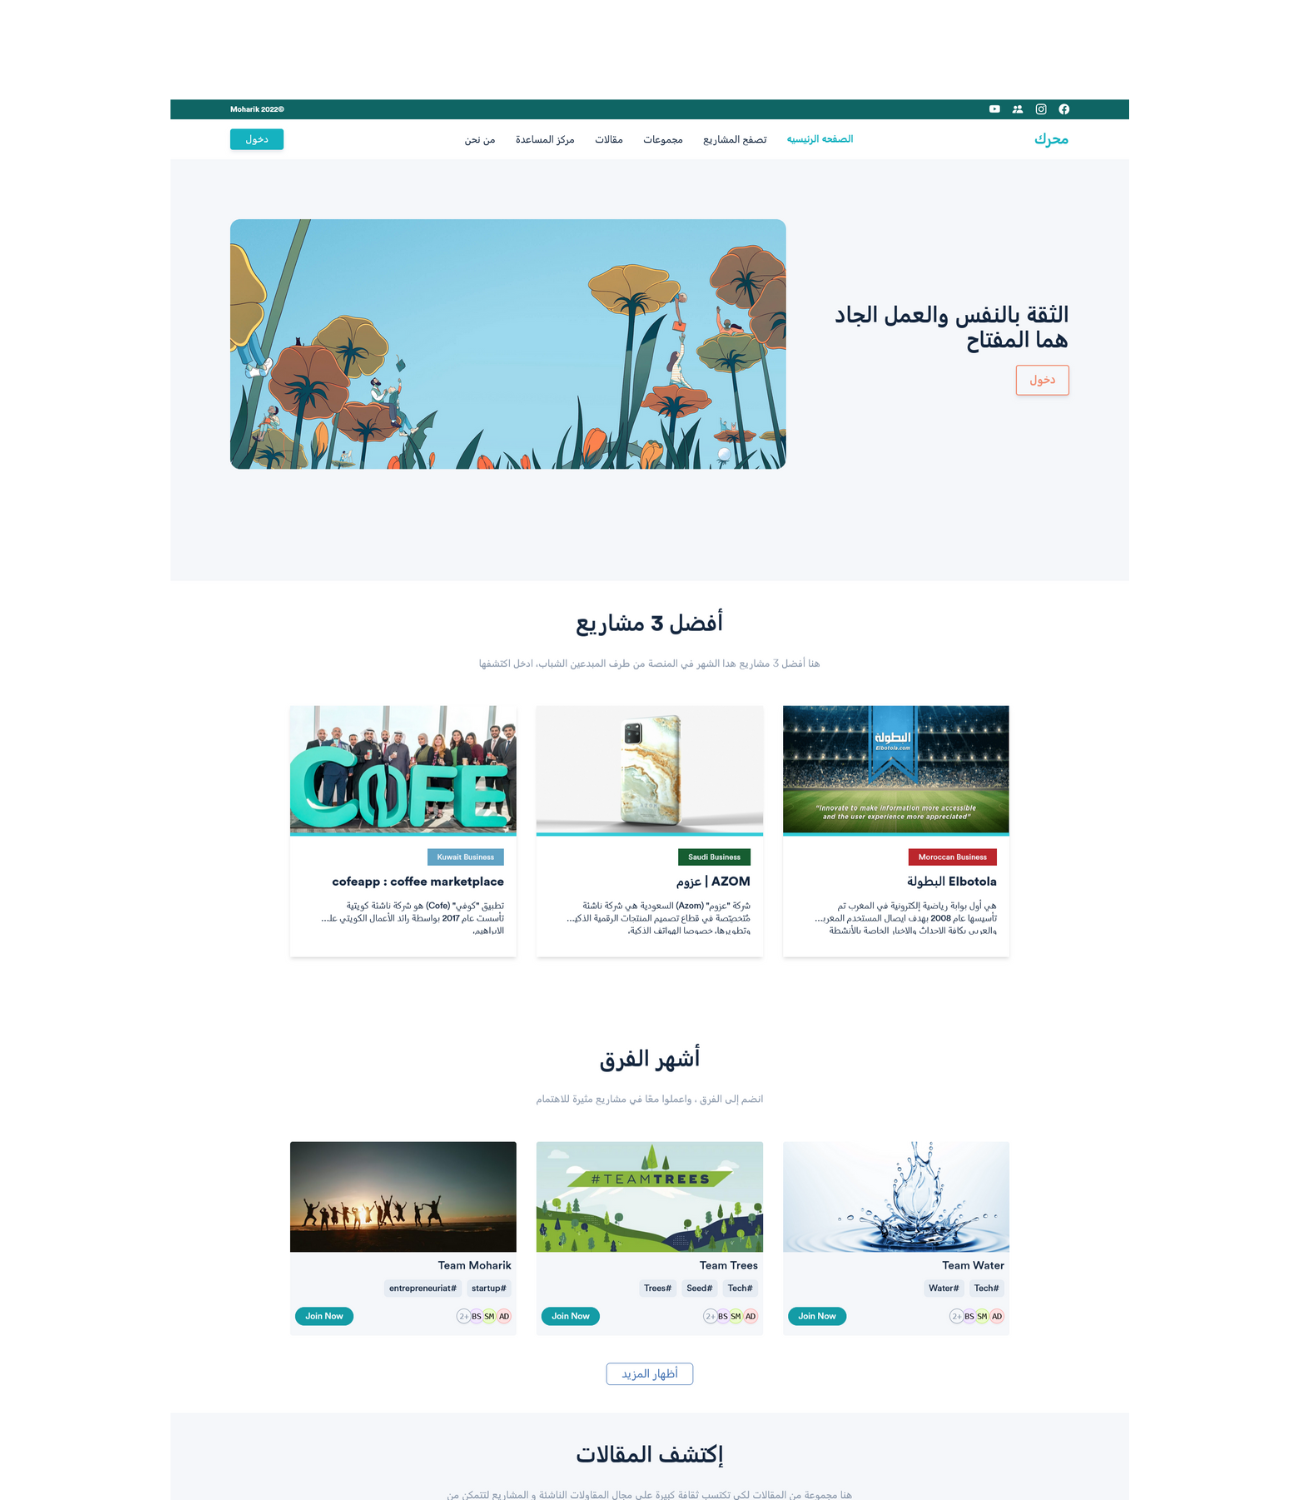 Moharik 2022©
محرك
الصفحه الرئيسيه
تصفح المشاريع
مجموعات
مقالات
مركز المساعدة
من نحن
دخول
الثقة بالنفس والعمل الجاد
هما المفتاح
دخول
أفضل 3 مشاريع
هنا أفضل 3 مشاريع هدا الشهر في المنصة من طرف المبدعين الشباب، ادخل اكتشفها
البطولة
Elbotola.com
"Innovate to make information more accessible
and the user experience more appreciated"
Moroccan Business
Elbotola البطولة
هي أول بوابة رياضية إلكترونية في المغرب تم
تأسيسها عام 2008 بهدف ايصال المستخدم المغربـ...
والعربي بكافة الاحداث والاخبار الخاصة بالأنشطة
Saudi Business
AZOM | عزوم
شركة "عزوم" (Azom) السعودية هي شركة ناشئة
متخصصة في قطاع تصميم المنتجات الرقمية الذكيـ...
وتطويرها، خصوصا الهواتف الذكية،
COFE
Kuwait Business
cofeapp : coffee marketplace
تطبيق "كوفي" (Cofe) هو شركة ناشئة كويتية
تأسست عام 2017 بواسطة رائد الأعمال الكويتي علـ...
الابراهيم،
أشهر الفرق
انضم إلى الفرق ، واعملوا معًا في مشاريع مثيرة للاهتمام
Team Water
Tech#
Water#
AD SM BS 2+
Join Now
#TEAMTREES
Team Trees
Tech#
Seed#
Trees#
AD SM BS 2+
Join Now
Team Moharik
startup#
entrepreneuriat#
AD SM BS 2+
Join Now
أظهار المزيد
إكتشف المقالات
هنا مجموعة من المقالات لكي تكتسب ثقافة كبيرة على مجال المقاولات الناشئة و المشاريع لتتمكن من